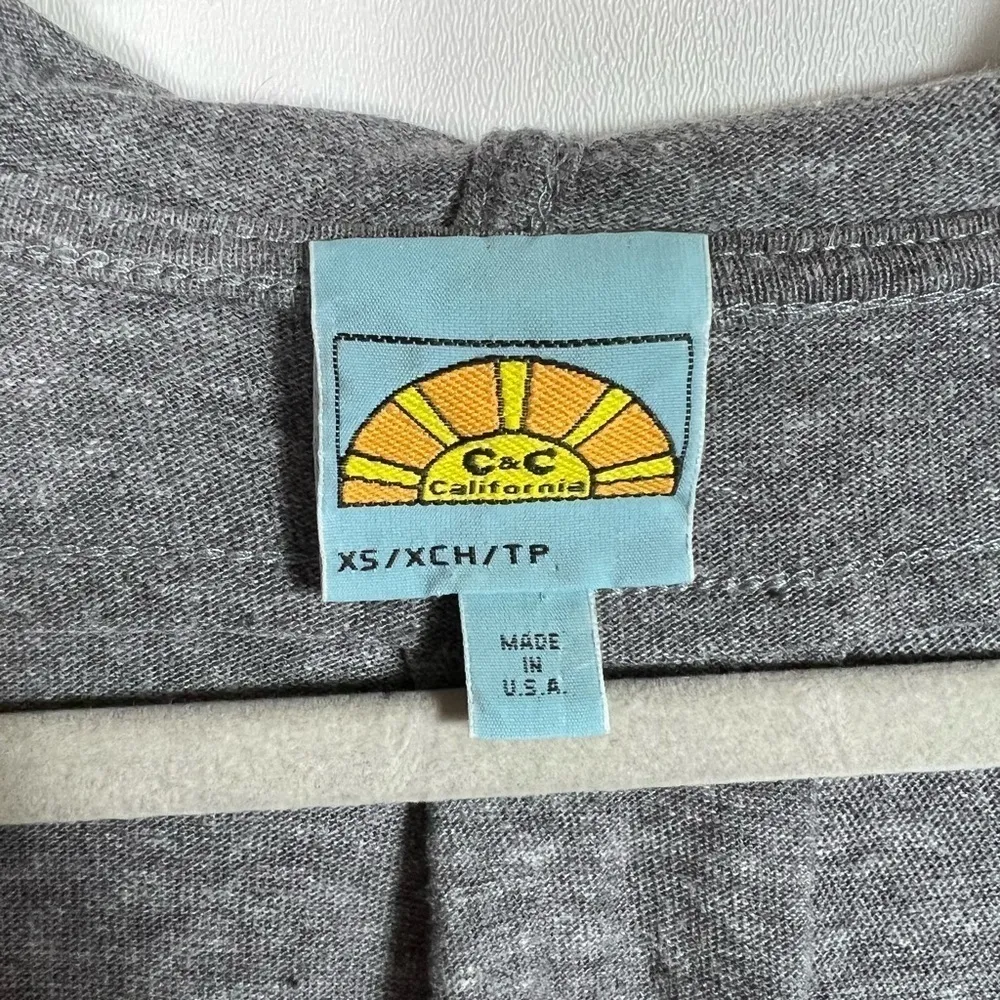 C&C
California
XS/XCH/TP
MADE
IN
U.S.A.